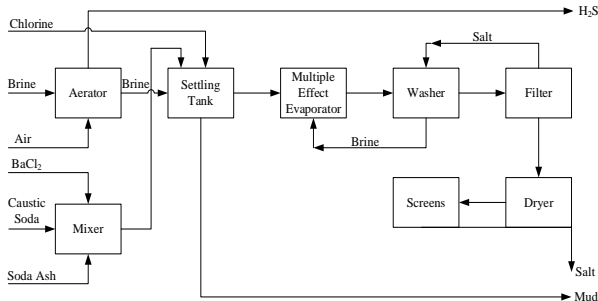 H₂S
Chlorine
Salt
Brine
Aerator
Brine
Settling
Tank
Multiple
Effect
Evaporator
Washer
Filter
Air
Brine
BaCl₂
Caustic
Soda
Mixer
Screens
Dryer
Soda Ash
Salt
Mud